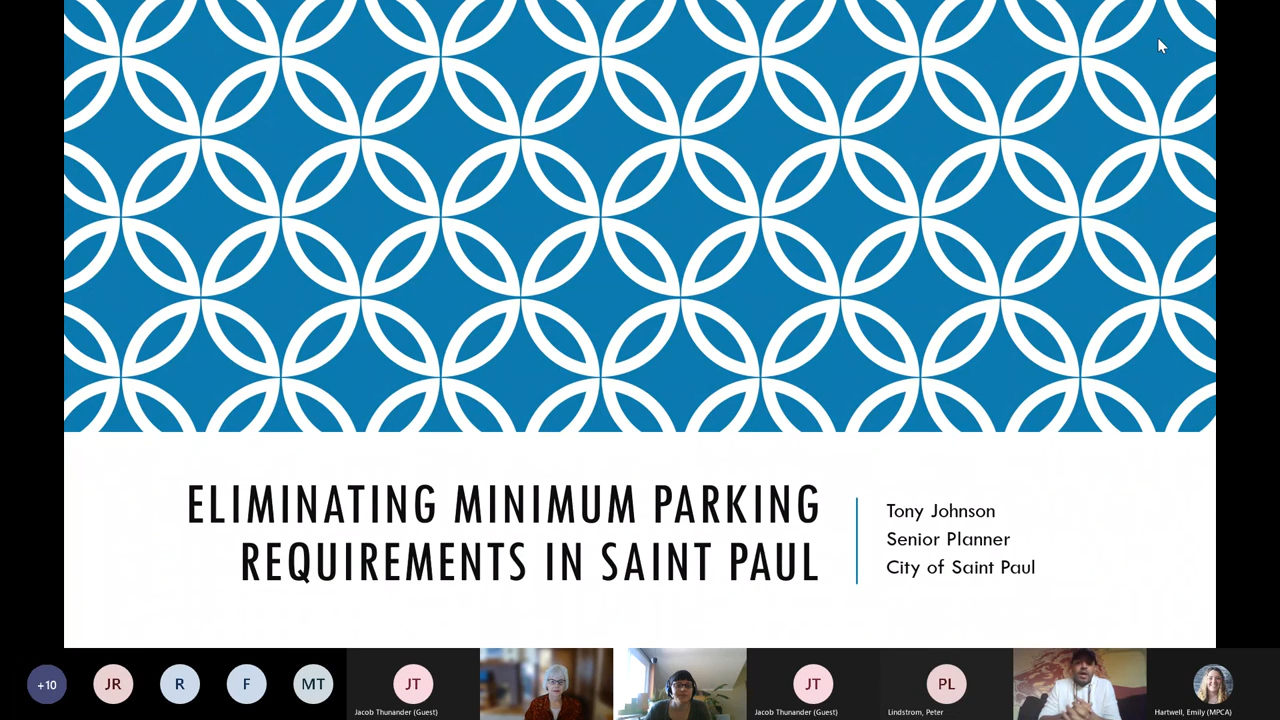 ELIMINATING MINIMUM PARKING
REQUIREMENTS IN SAINT PAUL
Tony Johnson
Senior Planner
City of Saint Paul
+10
JR
R
F
MT
JT
Jacob Thunander (Guest)
JT
Jacob Thunander (Guest)
PL
Lindstrom, Peter
Hartwell, Emily (MPCA)